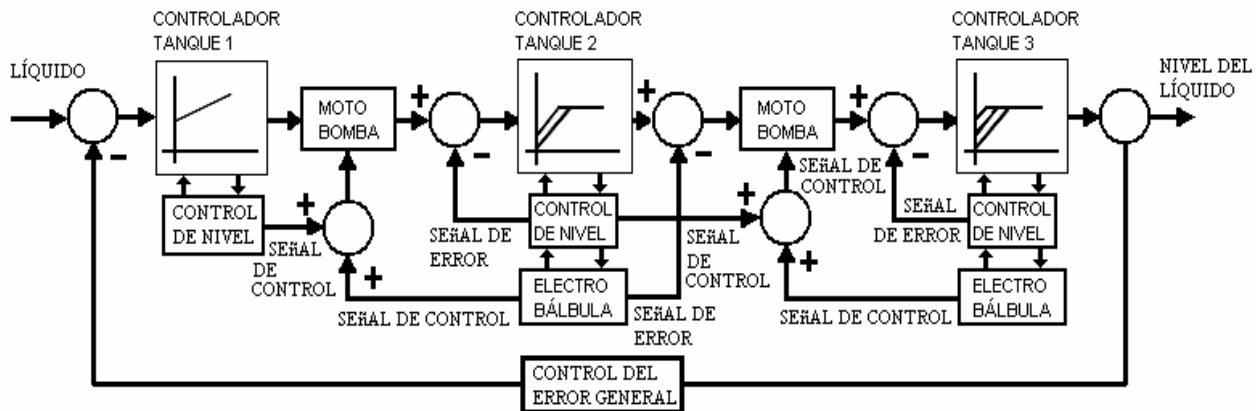 CONTROLADOR
TANQUE 1
CONTROLADOR
TANQUE 2
CONTROLADOR
TANQUE 3
LÍQUIDO
NIVEL DEL
LÍQUIDO
MOTO
BOMBA
MOTO
BOMBA
+
-
+
-
+
-
+
-
CONTROL
DE NIVEL
+
SEÑAL
DE
CONTROL
+
SEÑAL DE CONTROL
SEÑAL DE
ERROR
CONTROL
DE NIVEL
ELECTRO
BÁLBULA
SEÑAL DE
ERROR
SEÑAL
DE
CONTROL
+
SEÑAL DE
CONTROL
+
SEÑAL DE CONTROL
SEÑAL
DE ERROR
CONTROL
DE NIVEL
ELECTRO
BÁLBULA
CONTROL DEL
ERROR GENERAL